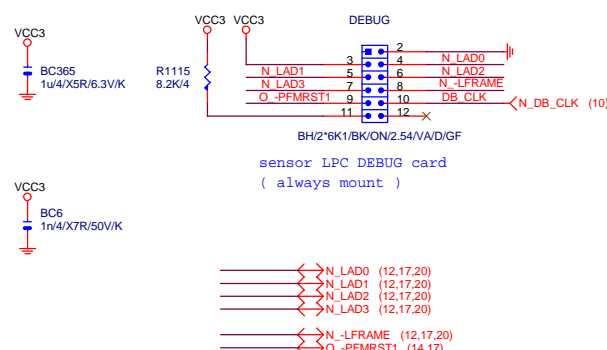 VCC3 VCC3 DEBUG
VCC3
2
3 4 N_LAD0
BC365 R1115 N_LAD1 5 6 N_LAD2
1u/4/X5R/6.3V/K 8.2K/4 N_LAD3 7 8 N_-LFRAME
O_-PFMRST1 9 10 DB_CLK N_DB_CLK (10)
11 12
BH/2*6K1/BK/ON/2.54/VA/D/GF
sensor LPC DEBUG card
( always mount )
VCC3
BC6
1n/4/X7R/50V/K
N_LAD0 (12,17,20)
N_LAD1 (12,17,20)
N_LAD2 (12,17,20)
N_LAD3 (12,17,20)
N_-LFRAME (12,17,20)
O_-PFMRST1 (14,17)